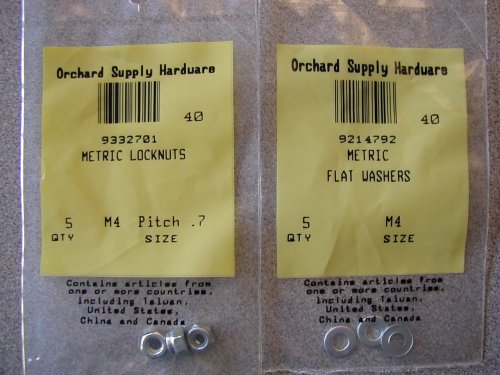 Orchard Supply Hardware
40
9332701
METRIC LOCKNUTS
5 M4 Pitch .7
QTY SIZE
Contains articles from
one or more countries,
including Taiwan,
United States,
China and Canada
Orchard Supply Hardware
40
9214792
METRIC
FLAT WASHERS
5 M4
QTY SIZE
Contains articles from
one or more countries,
including Taiwan,
United States,
China and Canada